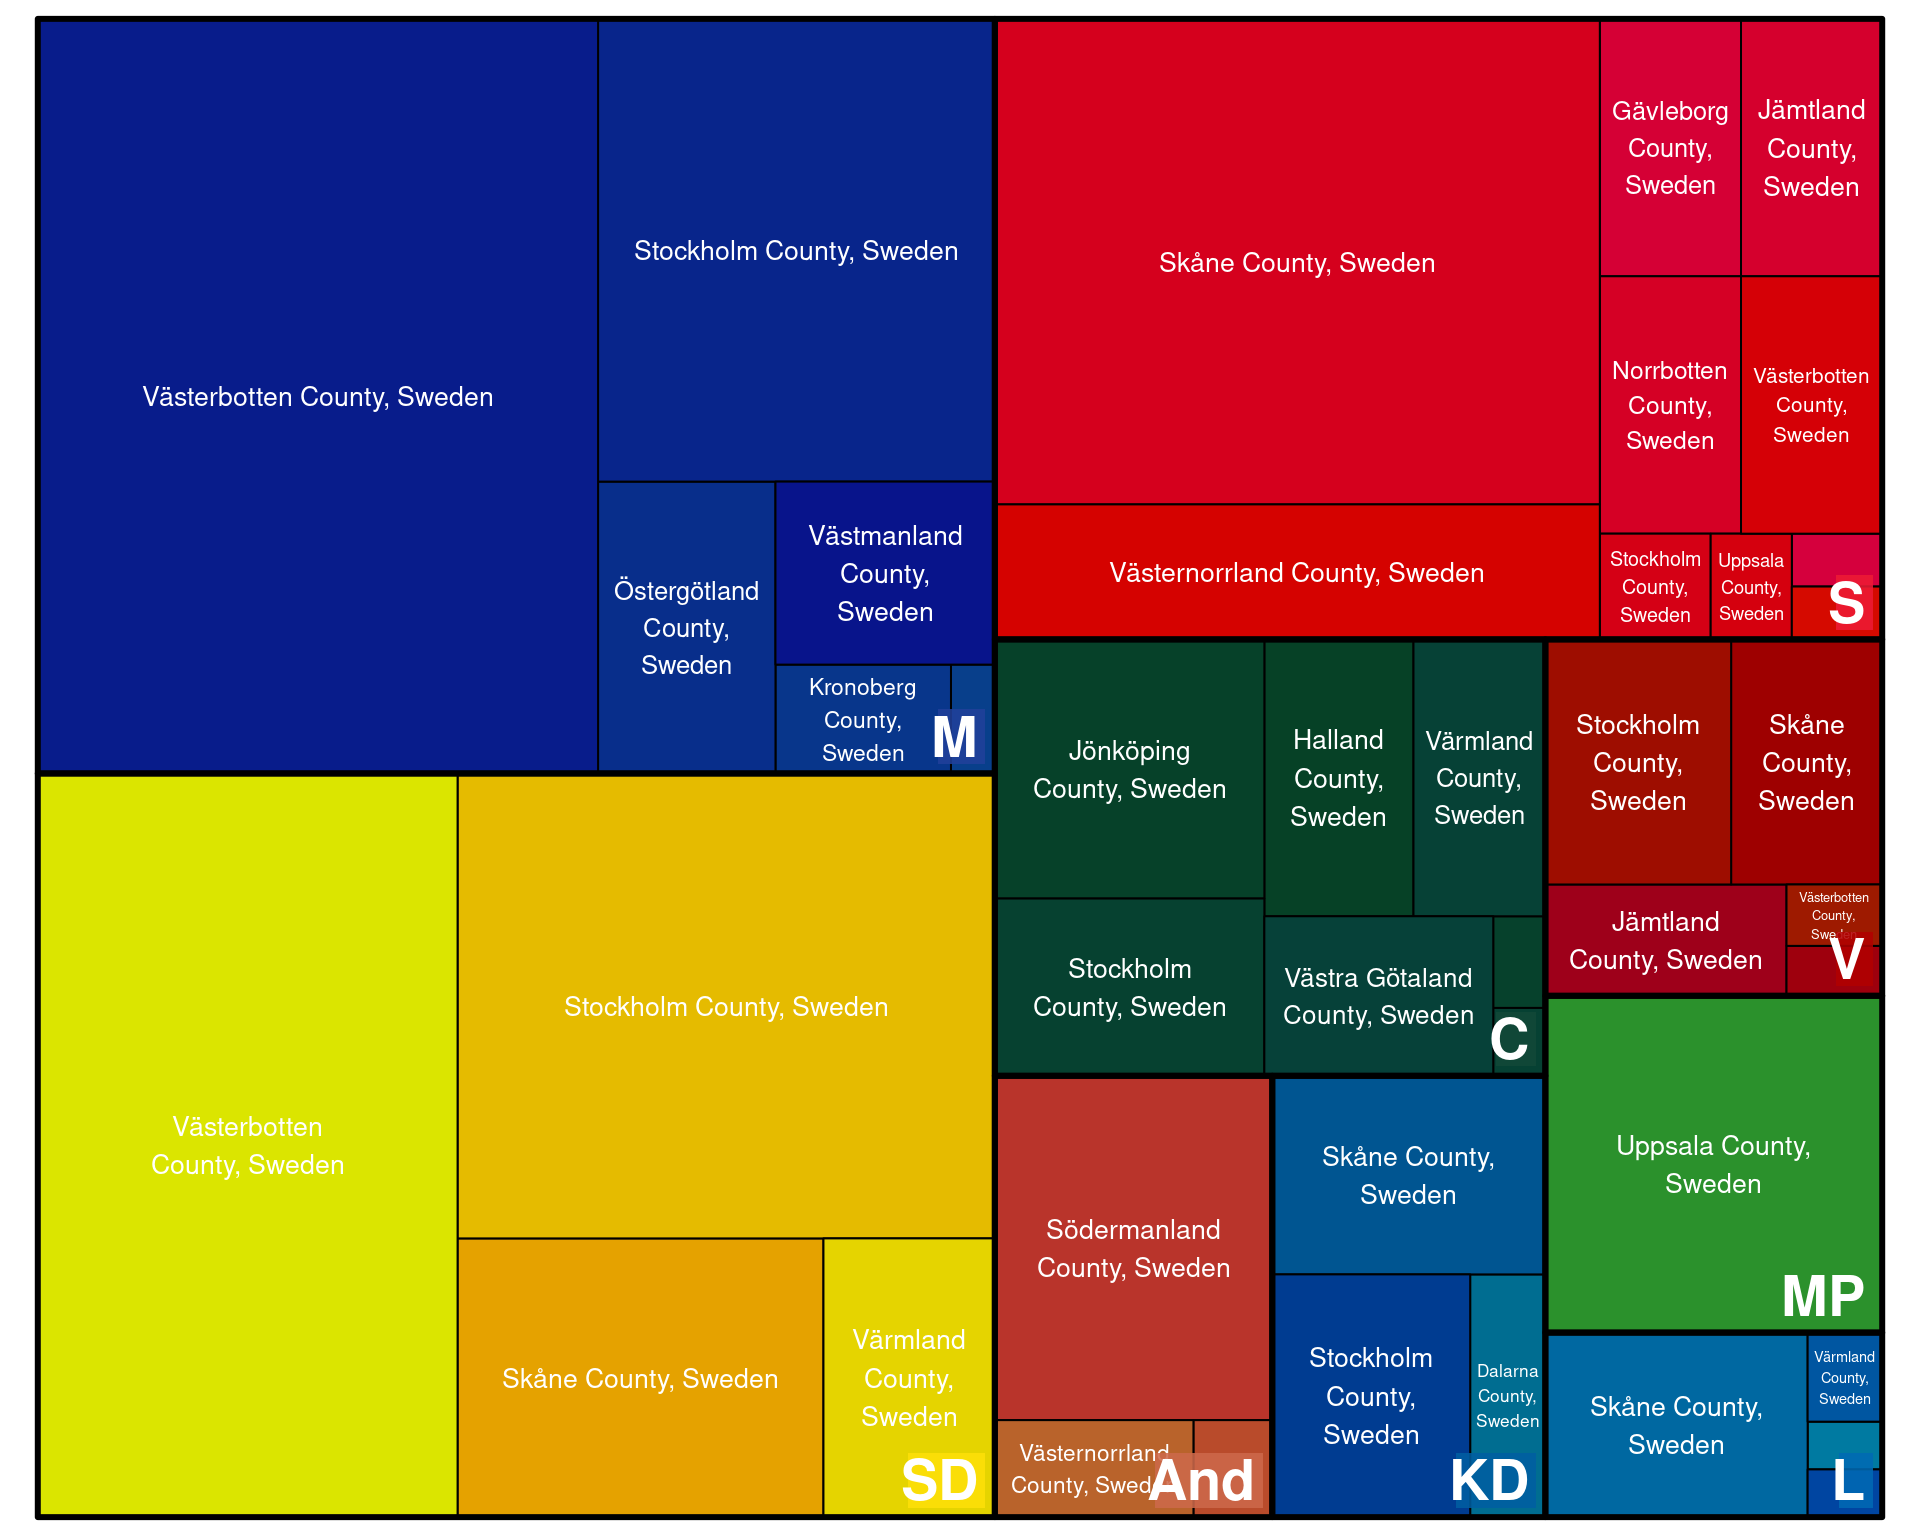 Västerbotten County, Sweden
Stockholm County, Sweden
Östergötland
County,
Sweden
Västmanland
County,
Sweden
Kronoberg
County,
Sweden
M
Skåne County, Sweden
Västernorrland County, Sweden
Gävleborg
County,
Sweden
Jämtland
County,
Sweden
Norrbotten
County,
Sweden
Västerbotten
County,
Sweden
Stockholm
County,
Sweden
Uppsala
County,
Sweden
S
Västerbotten
County, Sweden
Stockholm County, Sweden
Skåne County, Sweden
Värmland
County,
Sweden
SD
Jönköping
County, Sweden
Stockholm
County, Sweden
Halland
County,
Sweden
Värmland
County,
Sweden
Västra Götaland
County, Sweden
C
Stockholm
County,
Sweden
Skåne
County,
Sweden
Jämtland
County, Sweden
Västerbotten
County,
Sweden
V
Södermanland
County, Sweden
Västernorrland
County, Sweden
And
Skåne County,
Sweden
Stockholm
County,
Sweden
Dalarna
County,
Sweden
KD
Uppsala County,
Sweden
MP
Skåne County,
Sweden
Värmland
County,
Sweden
L